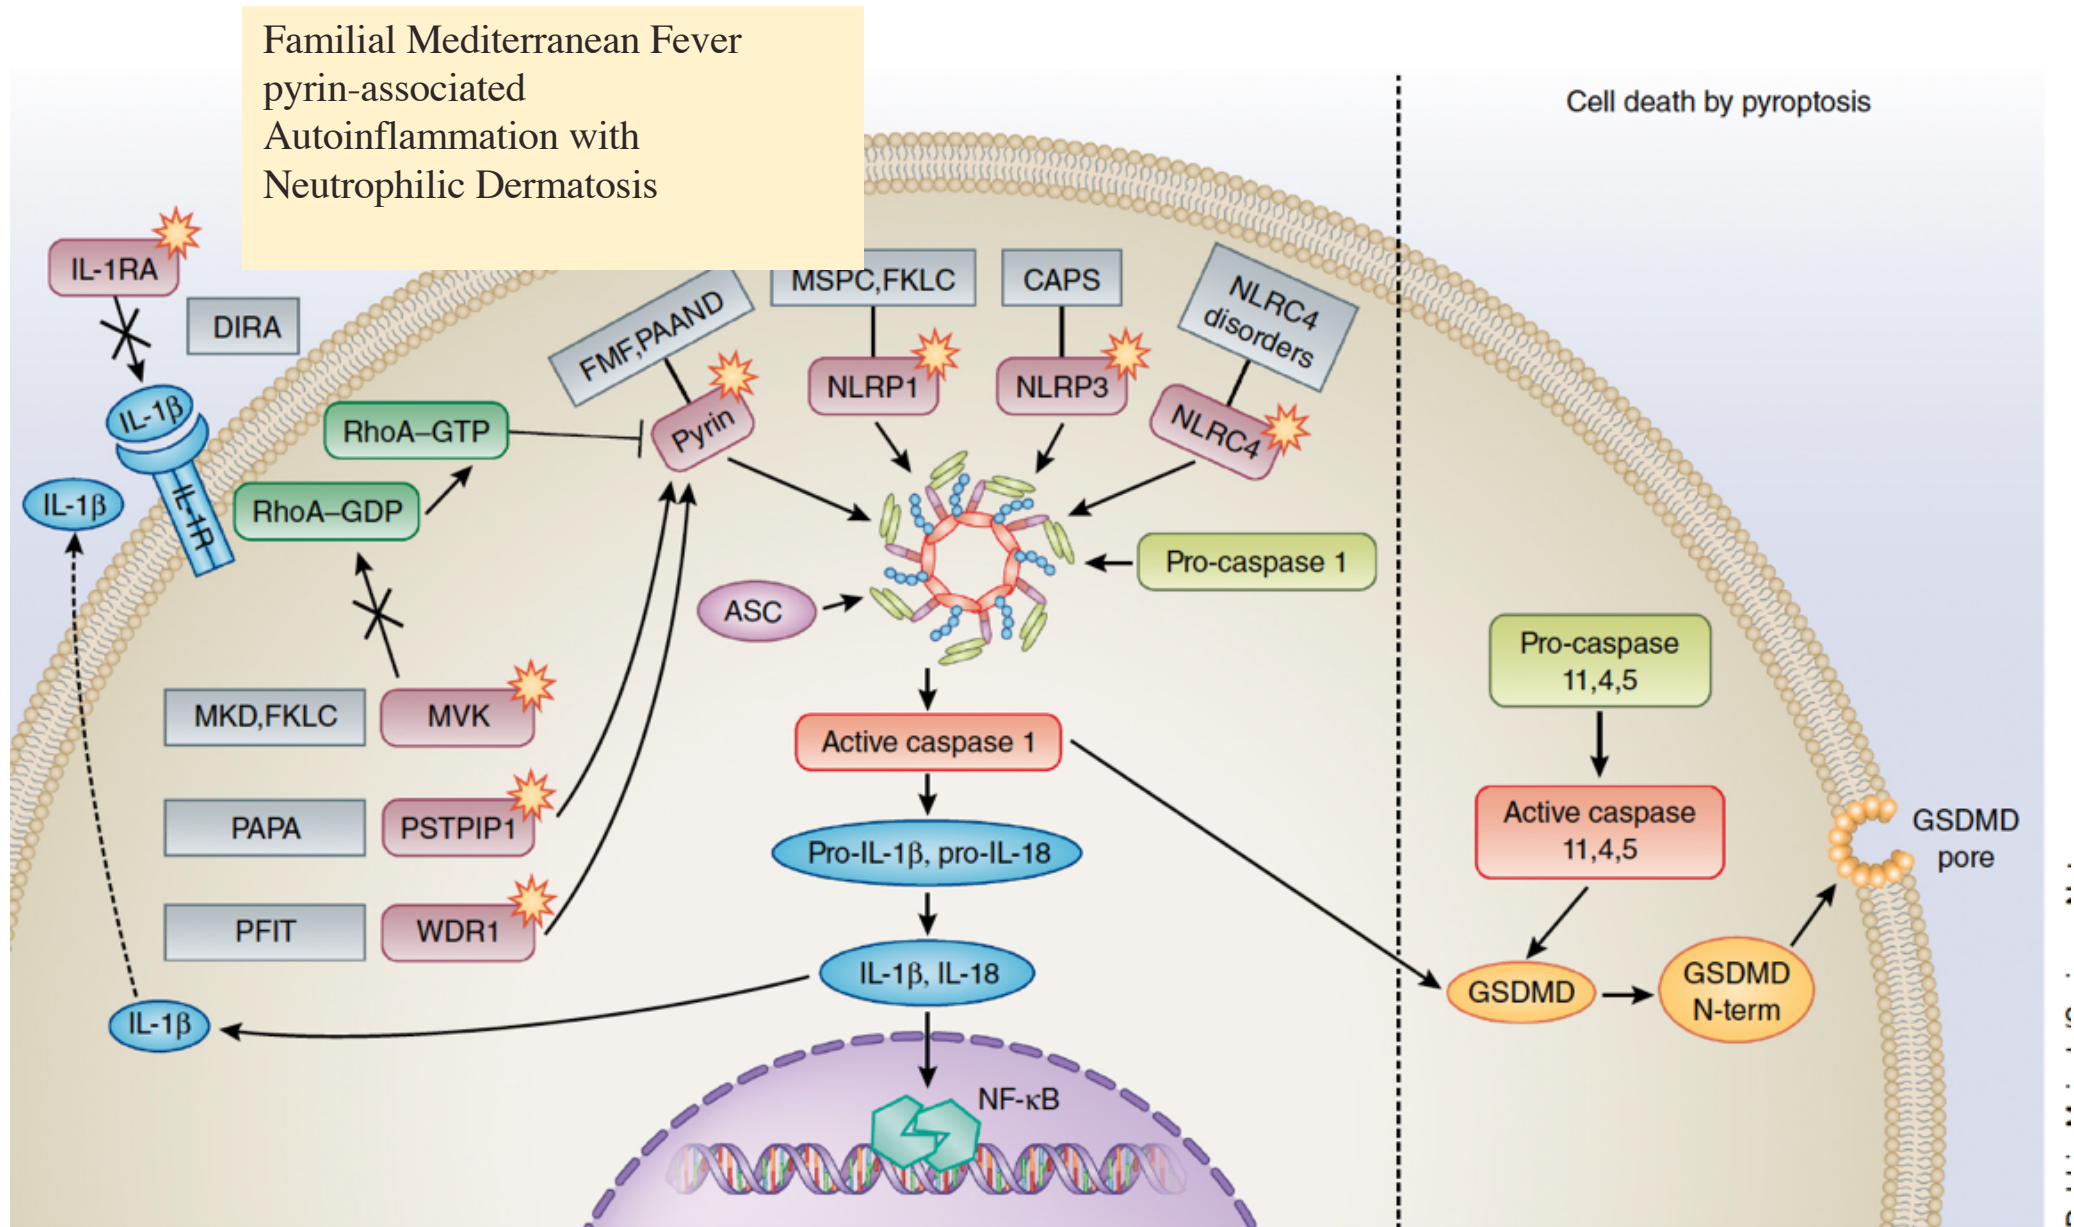 Familial Mediterranean Fever
pyrin-associated
Autoinflammation with
Neutrophilic Dermatosis
Cell death by pyroptosis
IL-1RA
DIRA
IL-1β
IL-1R
IL-1β
RhoA–GTP
RhoA–GDP
FMF,PAAND
Pyrin
MSPC,FKLC
NLRP1
CAPS
NLRP3
NLRC4
disorders
NLRC4
Pro-caspase 1
ASC
MKD,FKLC
MVK
PAPA
PSTPIP1
PFIT
WDR1
Active caspase 1
Pro-IL-1β, pro-IL-18
IL-1β, IL-18
IL-1β
NF-κB
Pro-caspase
11,4,5
Active caspase
11,4,5
GSDMD
GSDMD
N-term
GSDMD
pore